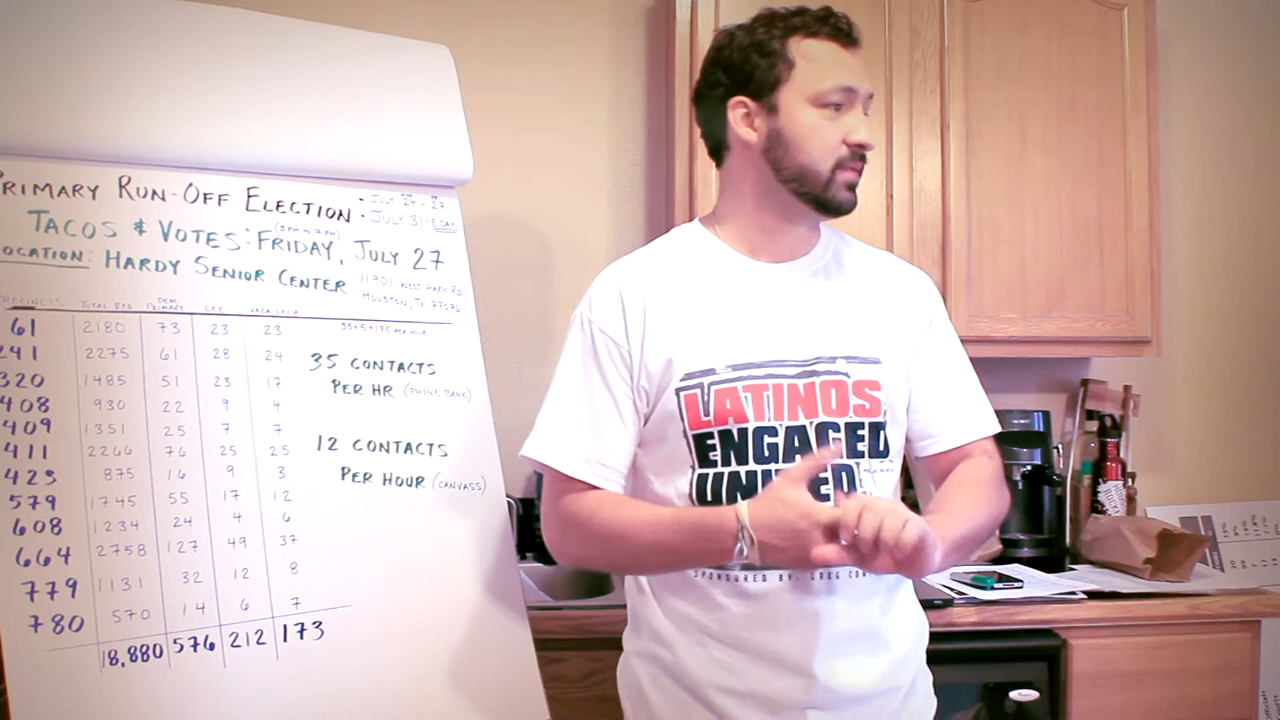 PRIMARY RUN-OFF ELECTION
• JULY 24 - 27
• JULY 31 - E-DAY
TACOS & VOTES: FRIDAY, JULY 27
LOCATION: HARDY SENIOR CENTER
HOUSTON, TX
PRECINCTS TOTAL REG DEM. PRIMARY LEE
61 2180 73 23 23
241 2275 61 28 24
320 1485 51 23 17
408 930 22 9 4
409 1351 25 7 7
411 2266 76 25 25
423 875 16 9 3
579 1745 55 17 12
608 1234 24 4 6
664 2758 127 49 37
779 1131 32 12 8
780 570 14 6 7
18,880 576 212 173
35 CONTACTS
PER HR (PHONE BANK)
12 CONTACTS
PER HOUR (CANVASS)
LATINOS
ENGAGED
UNITED
SPONSORED BY: GREG